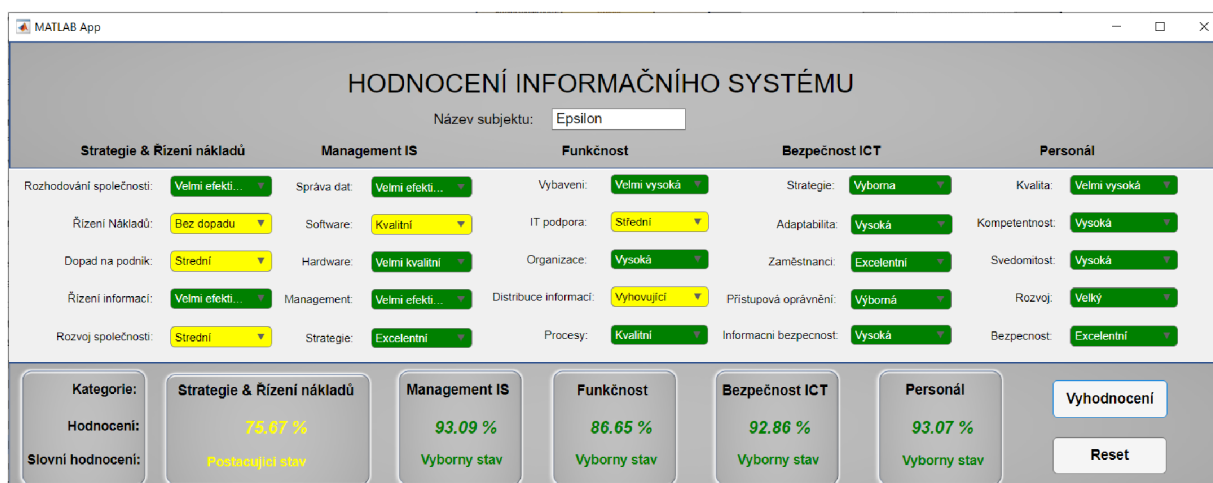 MATLAB App
HODNOCENÍ INFORMAČNÍHO SYSTÉMU
Název subjektu: Epsilon
Strategie & Řízení nákladů Management IS Funkčnost Bezpečnost ICT Personál
Rozhodování společnosti: Velmi efekti... Správa dat: Velmi efekti... Vybaveni: Velmi vysoká Strategie: Vyborna Kvalita: Velmi vysoká
Řízení Nákladů: Bez dopadu Software: Kvalitní IT podpora: Střední Adaptabilita: Vysoká Kompetentnost: Vysoká
Dopad na podnik: Strední Hardware: Velmi kvalitní Organizace: Vysoká Zaměstnanci: Excelentní Svedomitost: Vysoká
Řízení informací: Velmi efekti... Management: Velmi efekti... Distribuce informací: Vyhovující Přístupová oprávnění: Výborná Rozvoj: Velký
Rozvoj společnosti: Strední Strategie: Excelentní Procesy: Kvalitní Informacni bezpecnost: Vysoká Bezpecnost: Excelentní
Kategorie: Strategie & Řízení nákladů Management IS Funkčnost Bezpečnost ICT Personál
Hodnocení: 75.67 % 93.09 % 86.65 % 92.86 % 93.07 %
Slovní hodnocení: Postacujici stav Vyborny stav Vyborny stav Vyborny stav Vyborny stav
Vyhodnocení
Reset